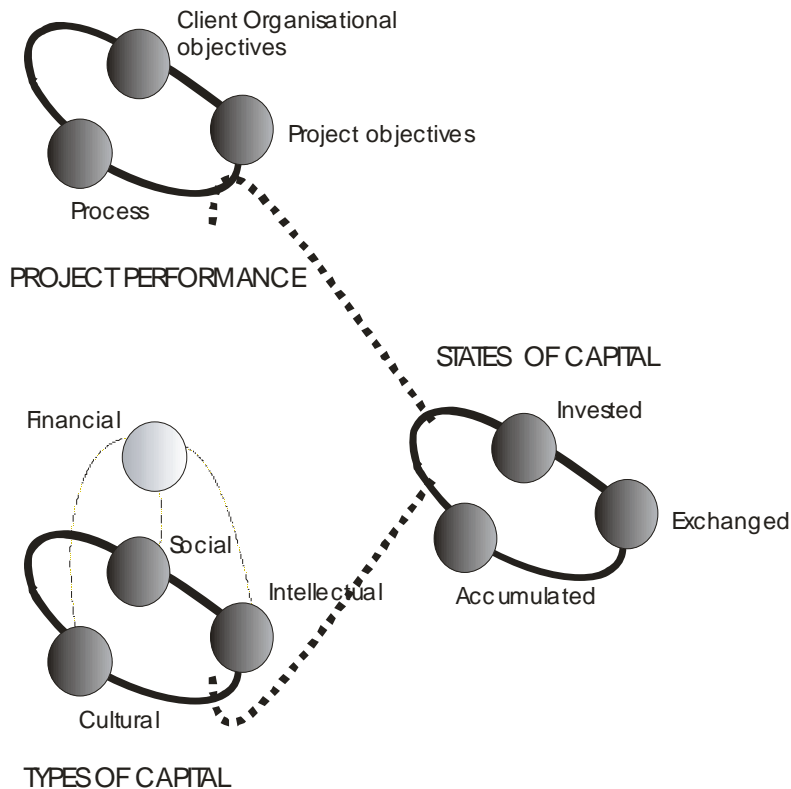 Client Organisational
objectives
Project objectives
Process
PROJECT PERFORMANCE
STATES OF CAPITAL
Invested
Financial
Exchanged
Social
Intellectual
Accumulated
Cultural
TYPES OF CAPITAL